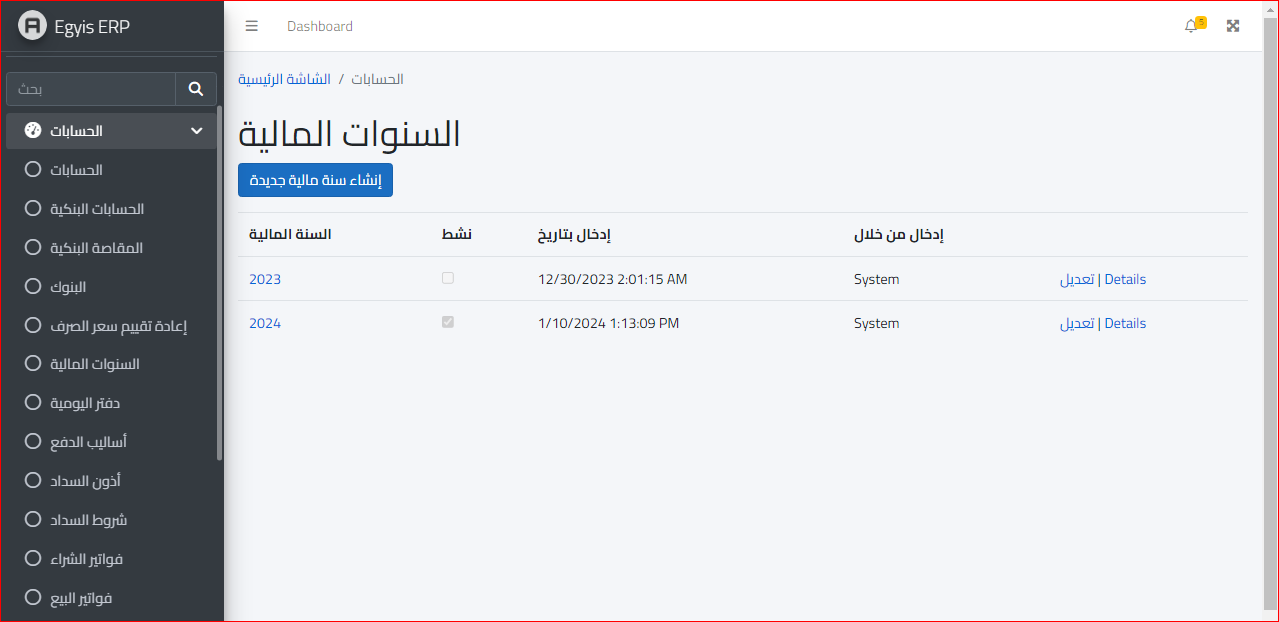 Egyis ERP
Dashboard
5
بحث
الحسابات
الحسابات
الحسابات البنكية
المقاصة البنكية
البنوك
إعادة تقييم سعر الصرف
السنوات المالية
دفتر اليومية
أساليب الدفع
أذون السداد
شروط السداد
فواتير الشراء
فواتير البيع
الشاشة الرئيسية / الحسابات
السنوات المالية
إنشاء سنة مالية جديدة
السنة المالية نشط إدخال بتاريخ إدخال من خلال
2023 12/30/2023 2:01:15 AM System تعديل | Details
2024 1/10/2024 1:13:09 PM System تعديل | Details